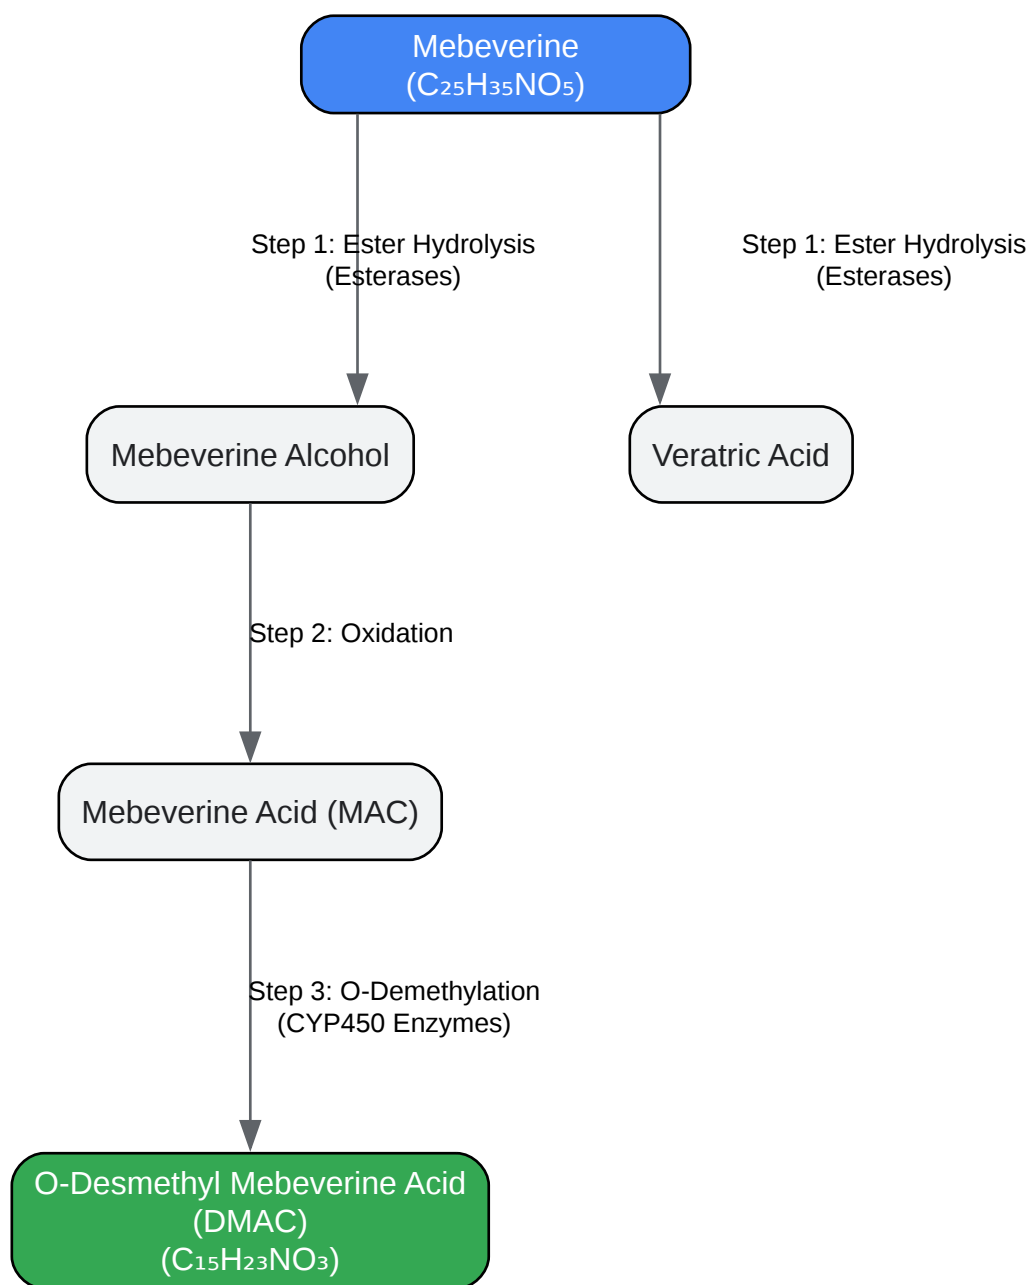 Mebeverine
(C₂₅H₃₅NO₅)
Step 1: Ester Hydrolysis
(Esterases)
Step 1: Ester Hydrolysis
(Esterases)
Mebeverine Alcohol
Veratric Acid
Step 2: Oxidation
Mebeverine Acid (MAC)
Step 3: O-Demethylation
(CYP450 Enzymes)
O-Desmethyl Mebeverine Acid
(DMAC)
(C₁₅H₂₃NO₃)